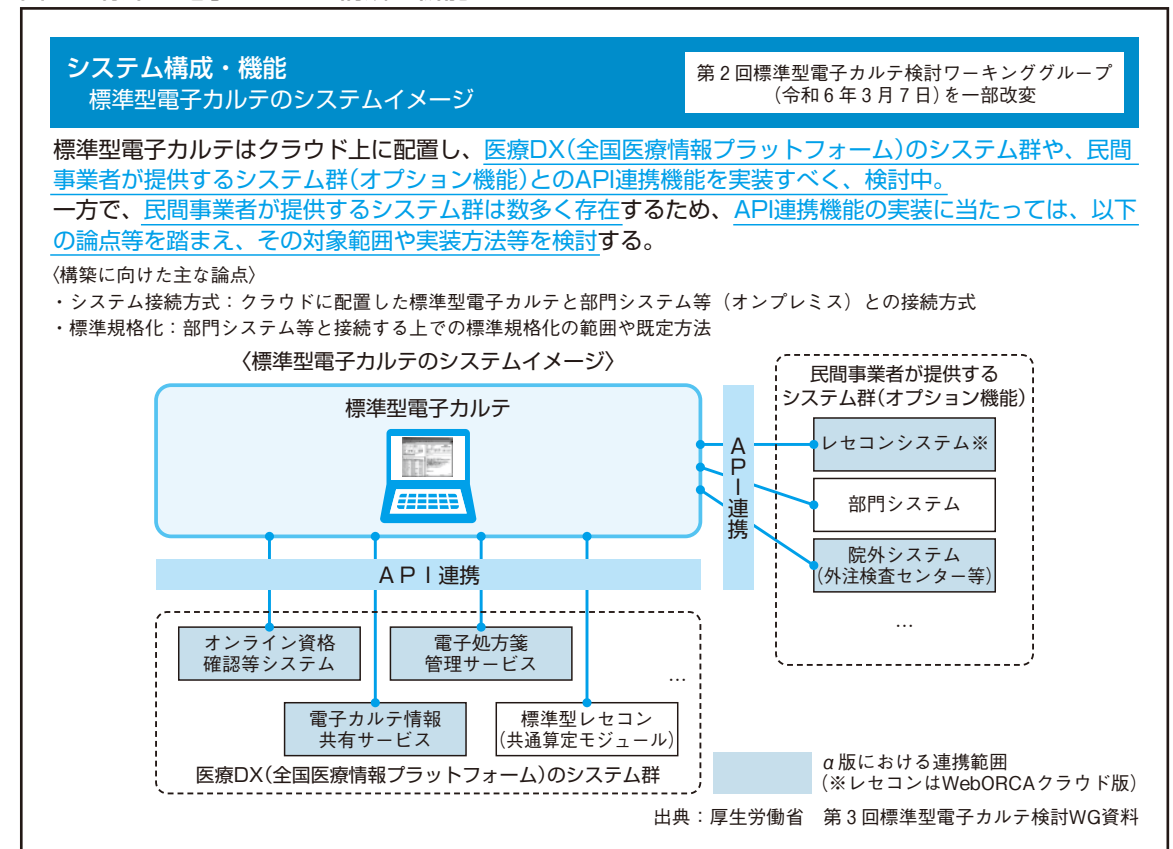 システム構成・機能
標準型電子カルテのシステムイメージ
第2回標準型電子カルテ検討ワーキンググループ
(令和6年3月7日)を一部改変
標準型電子カルテはクラウド上に配置し、医療DX(全国医療情報プラットフォーム)のシステム群や、民間
事業者が提供するシステム群(オプション機能)とのAPI連携機能を実装すべく、検討中。
一方で、民間事業者が提供するシステム群は数多く存在するため、API連携機能の実装に当たっては、以下
の論点等を踏まえ、その対象範囲や実装方法等を検討する。
〈構築に向けた主な論点〉
・システム接続方式:クラウドに配置した標準型電子カルテと部門システム等(オンプレミス)との接続方式
・標準規格化:部門システム等と接続する上での標準規格化の範囲や既定方法
〈標準型電子カルテのシステムイメージ〉
標準型電子カルテ
API連携
民間事業者が提供する
システム群(オプション機能)
レセコンシステム※
部門システム
院外システム
(外注検査センター等)
…
API連携
オンライン資格
確認等システム
電子処方箋
管理サービス
…
電子カルテ情報
共有サービス
標準型レセコン
(共通算定モジュール)
医療DX(全国医療情報プラットフォーム)のシステム群
α版における連携範囲
(※レセコンはWebORCAクラウド版)
出典:厚生労働省 第3回標準型電子カルテ検討WG資料